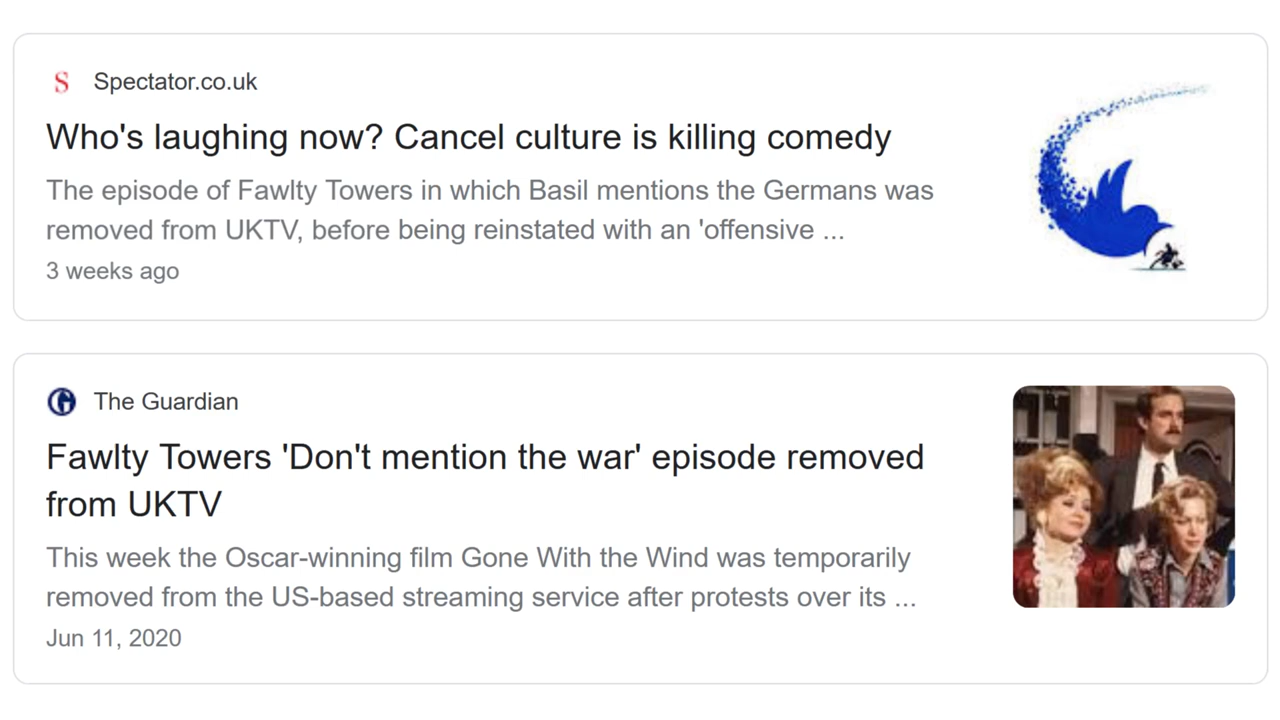 S Spectator.co.uk
Who's laughing now? Cancel culture is killing comedy
The episode of Fawlty Towers in which Basil mentions the Germans was
removed from UKTV, before being reinstated with an 'offensive ...
3 weeks ago
G The Guardian
Fawlty Towers 'Don't mention the war' episode removed
from UKTV
This week the Oscar-winning film Gone With the Wind was temporarily
removed from the US-based streaming service after protests over its ...
Jun 11, 2020